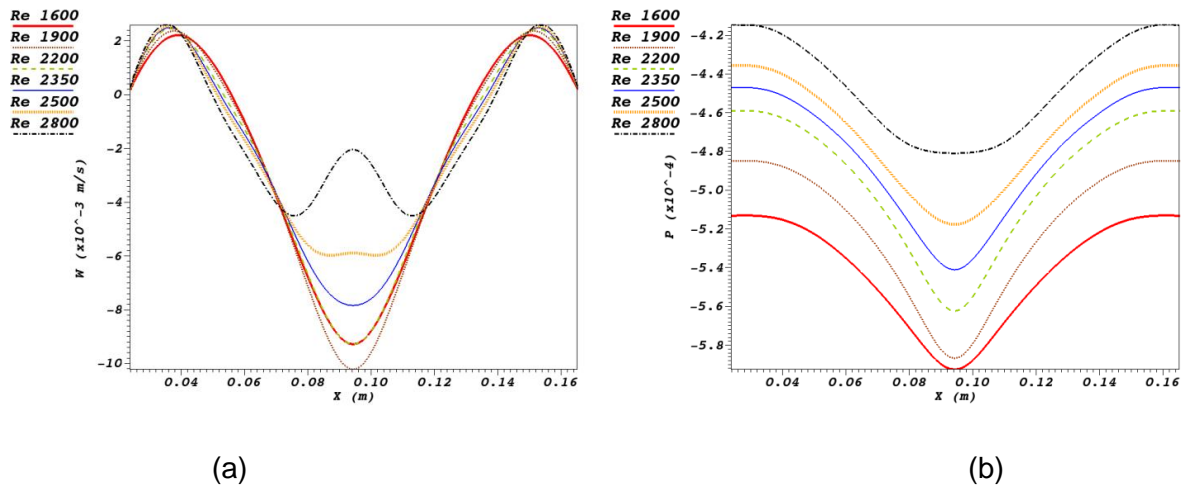 Re 1600
Re 1900
Re 2200
Re 2350
Re 2500
Re 2800
2
0
2
-4
-6
-8
-10
W (x10^-3 m/s)
0.04 0.06 0.08 0.10 0.12 0.14 0.16
X (m)
(a)
Re 1600
Re 1900
Re 2200
Re 2350
Re 2500
Re 2800
-4.2
-4.4
-4.6
-4.8
-5.0
-5.2
-5.4
-5.6
-5.8
P (x10^-4)
0.04 0.06 0.08 0.10 0.12 0.14 0.16
X (m)
(b)